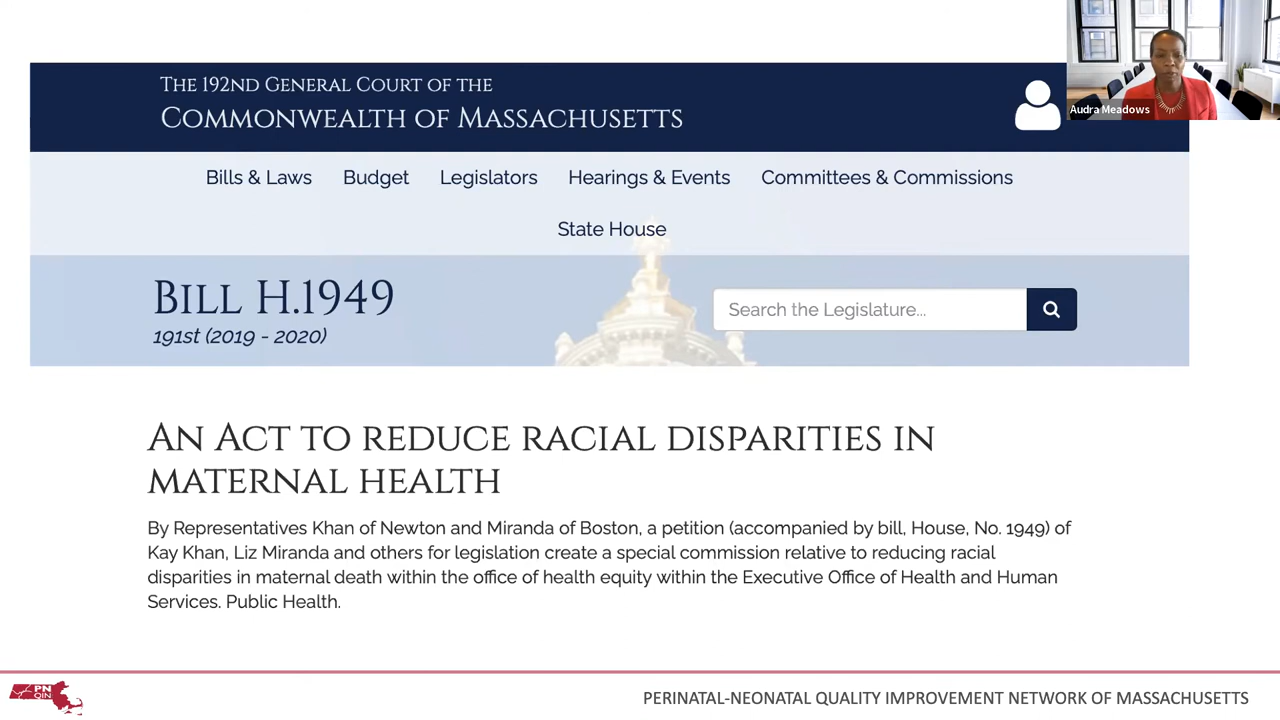 THE 192ND GENERAL COURT OF THE
COMMONWEALTH OF MASSACHUSETTS
Audra Meadows
Bills & Laws Budget Legislators Hearings & Events Committees & Commissions
State House
BILL H.1949
191st (2019 - 2020)
Search the Legislature...
AN ACT TO REDUCE RACIAL DISPARITIES IN
MATERNAL HEALTH
By Representatives Khan of Newton and Miranda of Boston, a petition (accompanied by bill, House, No. 1949) of
Kay Khan, Liz Miranda and others for legislation create a special commission relative to reducing racial
disparities in maternal death within the office of health equity within the Executive Office of Health and Human
Services. Public Health.
PN
QIN
PERINATAL-NEONATAL QUALITY IMPROVEMENT NETWORK OF MASSACHUSETTS